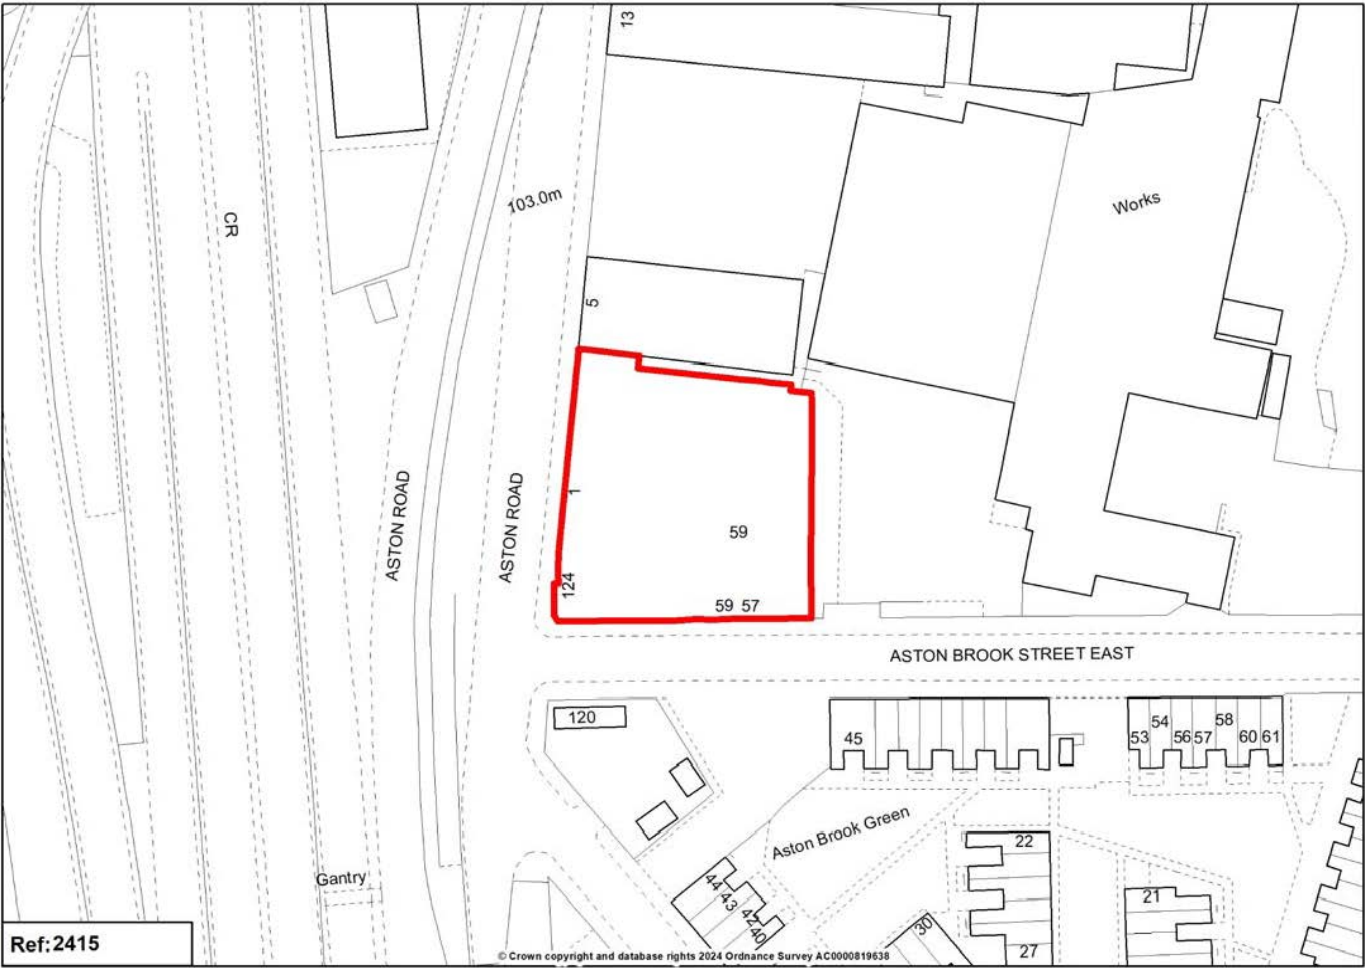 13
CR
103.0m
Works
5
ASTON ROAD
ASTON ROAD
1
59
124
59 57
ASTON BROOK STREET EAST
120
45
53
54
56
57
58
60
61
Aston Brook Green
22
Gantry
44
43
42
40
21
30
27
Ref:2415
© Crown copyright and database rights 2024 Ordnance Survey AC0000819638